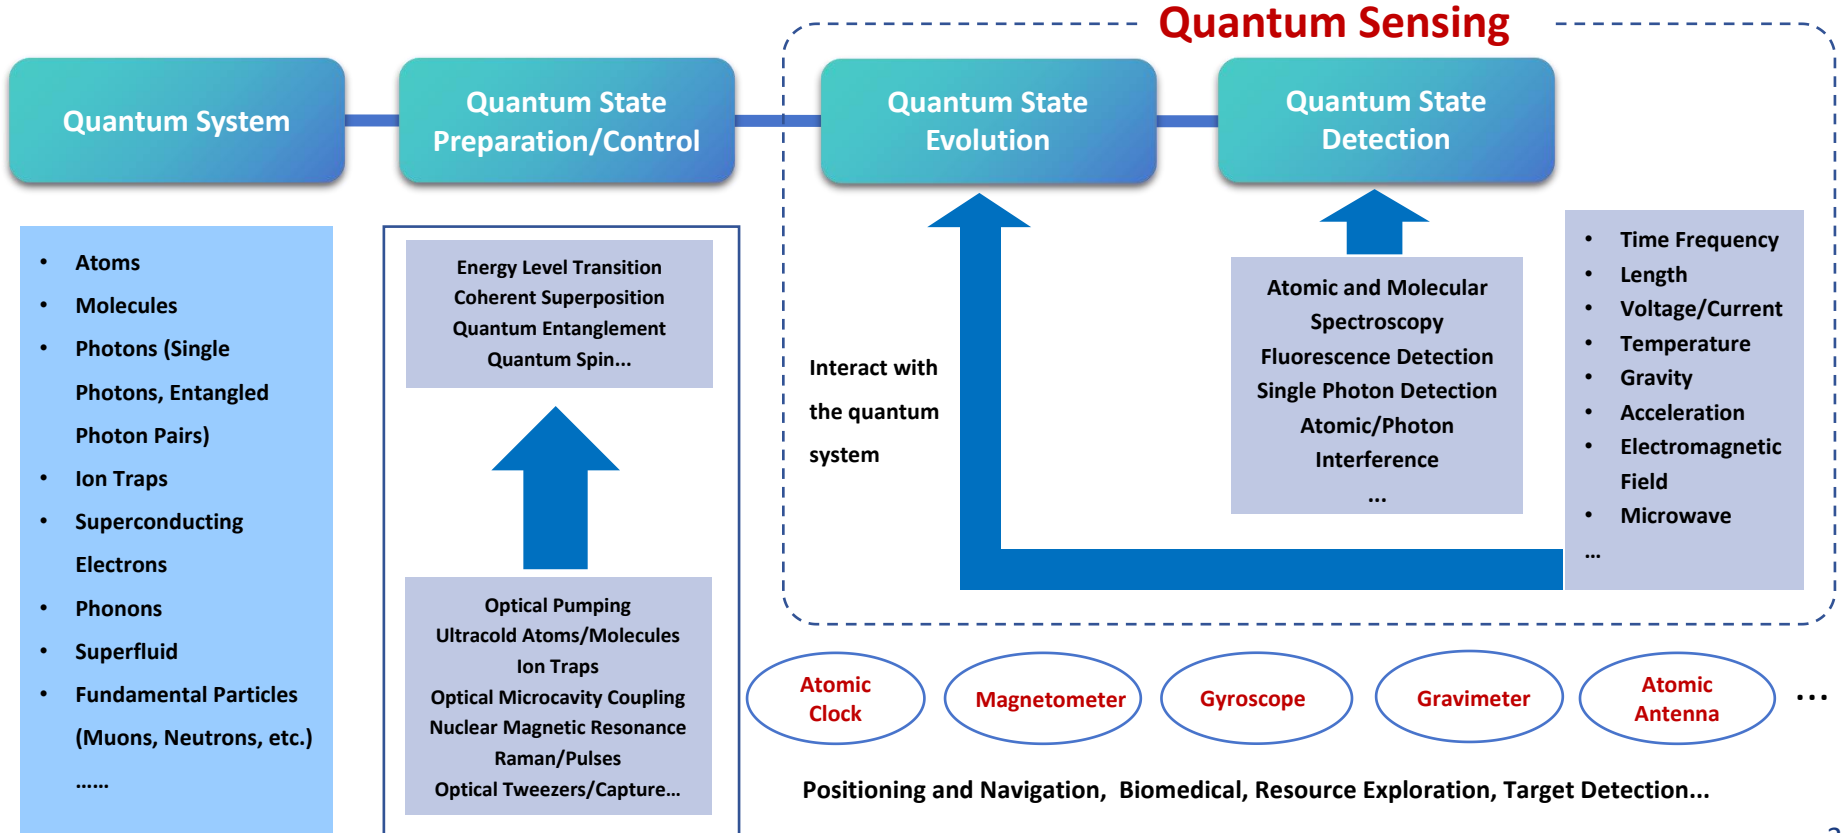 Quantum Sensing
Quantum System
Quantum State
Preparation/Control
Quantum State
Evolution
Quantum State
Detection
• Atoms
• Molecules
• Photons (Single
Photons, Entangled
Photon Pairs)
• Ion Traps
• Superconducting
Electrons
• Phonons
• Superfluid
• Fundamental Particles
(Muons, Neutrons, etc.)
......
Energy Level Transition
Coherent Superposition
Quantum Entanglement
Quantum Spin...
Optical Pumping
Ultracold Atoms/Molecules
Ion Traps
Optical Microcavity Coupling
Nuclear Magnetic Resonance
Raman/Pulses
Optical Tweezers/Capture...
Interact with
the quantum
system
Atomic and Molecular
Spectroscopy
Fluorescence Detection
Single Photon Detection
Atomic/Photon
Interference
...
• Time Frequency
• Length
• Voltage/Current
• Temperature
• Gravity
• Acceleration
• Electromagnetic
Field
• Microwave
...
Atomic
Clock
Magnetometer
Gyroscope
Gravimeter
Atomic
Antenna
...
Positioning and Navigation, Biomedical, Resource Exploration, Target Detection...